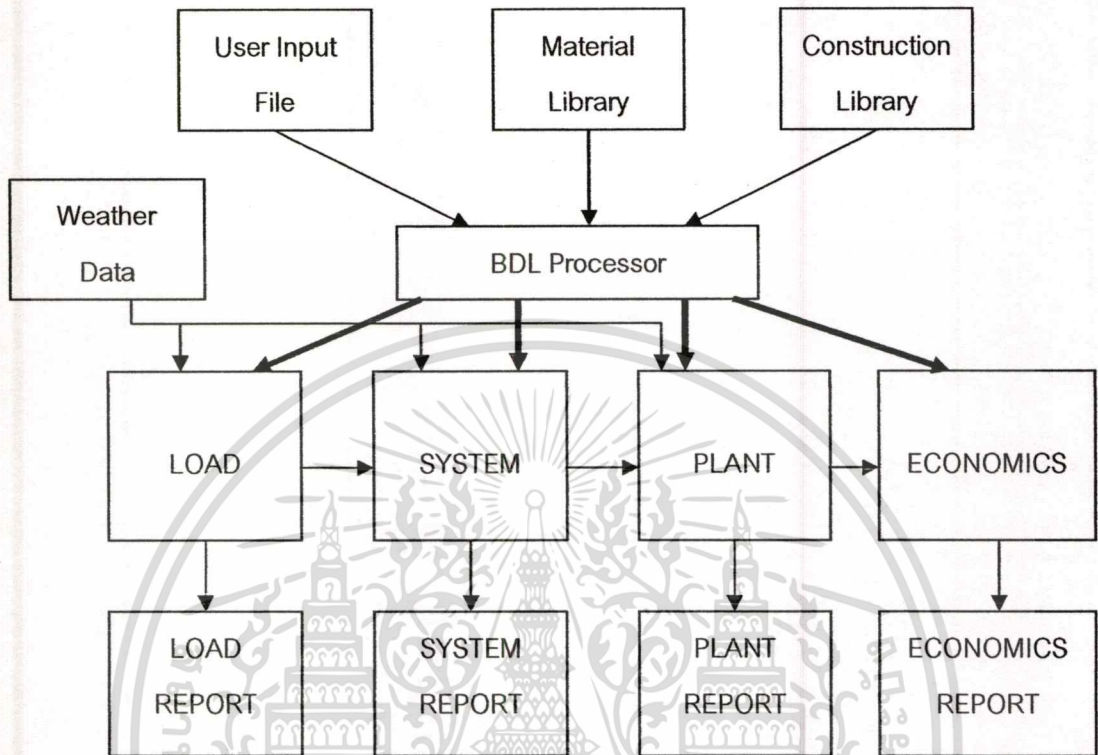 User Input
File
Material
Library
Construction
Library
Weather
Data
BDL Processor
LOAD
SYSTEM
PLANT
ECONOMICS
LOAD
REPORT
SYSTEM
REPORT
PLANT
REPORT
ECONOMICS
REPORT